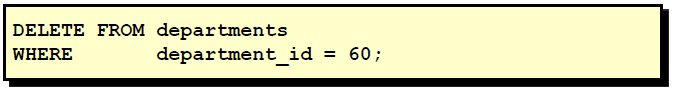 DELETE FROM departments
WHERE       department_id = 60;